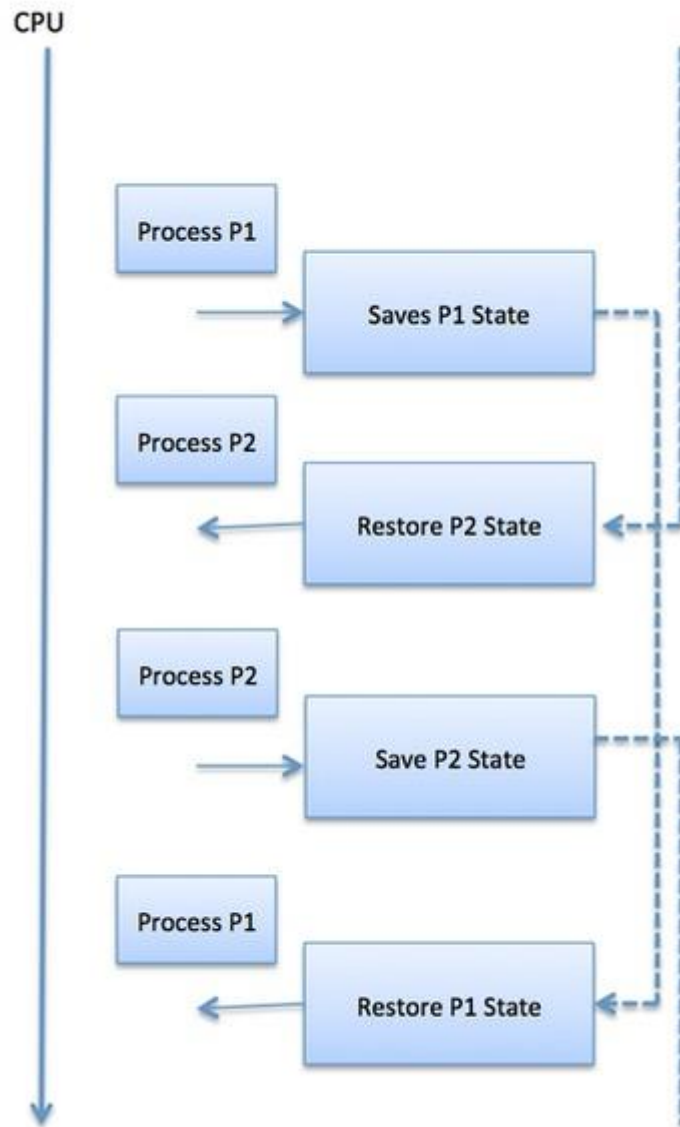 CPU
Process P1
Saves P1 State
Process P2
Restore P2 State
Process P2
Save P2 State
Process P1
Restore P1 State